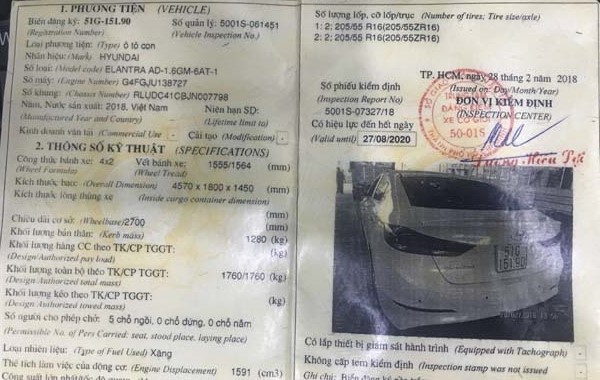 1. PHƯƠNG TIỆN (VEHICLE)
Biển đăng ký: 51G-151.90 Số quản lý: 5001S-061451
(Registration Number) (Vehicle Inspection No.)
Loại phương tiện: (Type) ô tô con
Nhãn hiệu: (Mark) HYUNDAI
Số loại: (Model code) ELANTRA AD-1.6GM-6AT-1
Số máy: (Engine Number) G4FGJU138727
Số khung: (Chassis Number) RLUDC41CBJN007798
Năm, Nước sản xuất: 2018, Việt Nam Niên hạn SD:
(Manufactured Year and Country) (Lifetime limit to)
Kinh doanh vận tải: (Commercial Use) - Cải tạo (Modification) -
2. THÔNG SỐ KỸ THUẬT (SPECIFICATIONS)
Công thức bánh xe: 4x2 Vết bánh xe: 1555/1564 (mm)
(Wheel Formula) (Wheel Tread)
Kích thước bao: (Overall Dimension) 4570 x 1800 x 1450 (mm)
Kích thước lòng thùng xe
(Inside cargo container dimension)
(mm)
Chiều dài cơ sở: (Wheelbase) 2700 (mm)
Khối lượng bản thân: (Kerb mass) 1280 (kg)
Khối lượng hàng CC theo TK/CP TGGT:
(Design/Authorized pay load) (kg)
Khối lượng toàn bộ theo TK/CP TGGT: 1760/1760 (kg)
(Design/Authorized total mass)
Khối lượng kéo theo TK/CP TGGT:
(Design/Authorized towed mass) (kg)
Số người cho phép chở: 5 chỗ ngồi, 0 chỗ đứng, 0 chỗ nằm
(Permissible No. of Pers Carried: seat, stood place, laying place)
Loại nhiên liệu: (Type of Fuel Used) Xăng
Thể tích làm việc của động cơ: (Engine Displacement) 1591 (cm3)
Số lượng lốp, cỡ lốp/trục (Number of tires; Tire size/axle)
1: 2; 205/55 R16(205/55ZR16)
2: 2; 205/55 R16(205/55ZR16)
TP. HCM, ngày 28 tháng 2 năm 2018
(Issued on: Day/Month/Year)
Số phiếu kiểm định
(Inspection Report No)
ĐƠN VỊ KIỂM ĐỊNH
5001S-07327/18
(INSPECTION CENTER)
Có hiệu lực đến hết ngày
(Valid until) 27/08/2020
50-01S
51G
151.90
Có lắp thiết bị giám sát hành trình (Equipped with Tachograph) -
Không cấp tem kiểm định (Inspection stamp was not issued) -
Ghi chú: